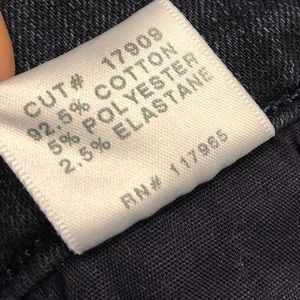 CUT# 17909
92.5% COTTON
5% POLYESTER
2.5% ELASTANE
RN# 117965